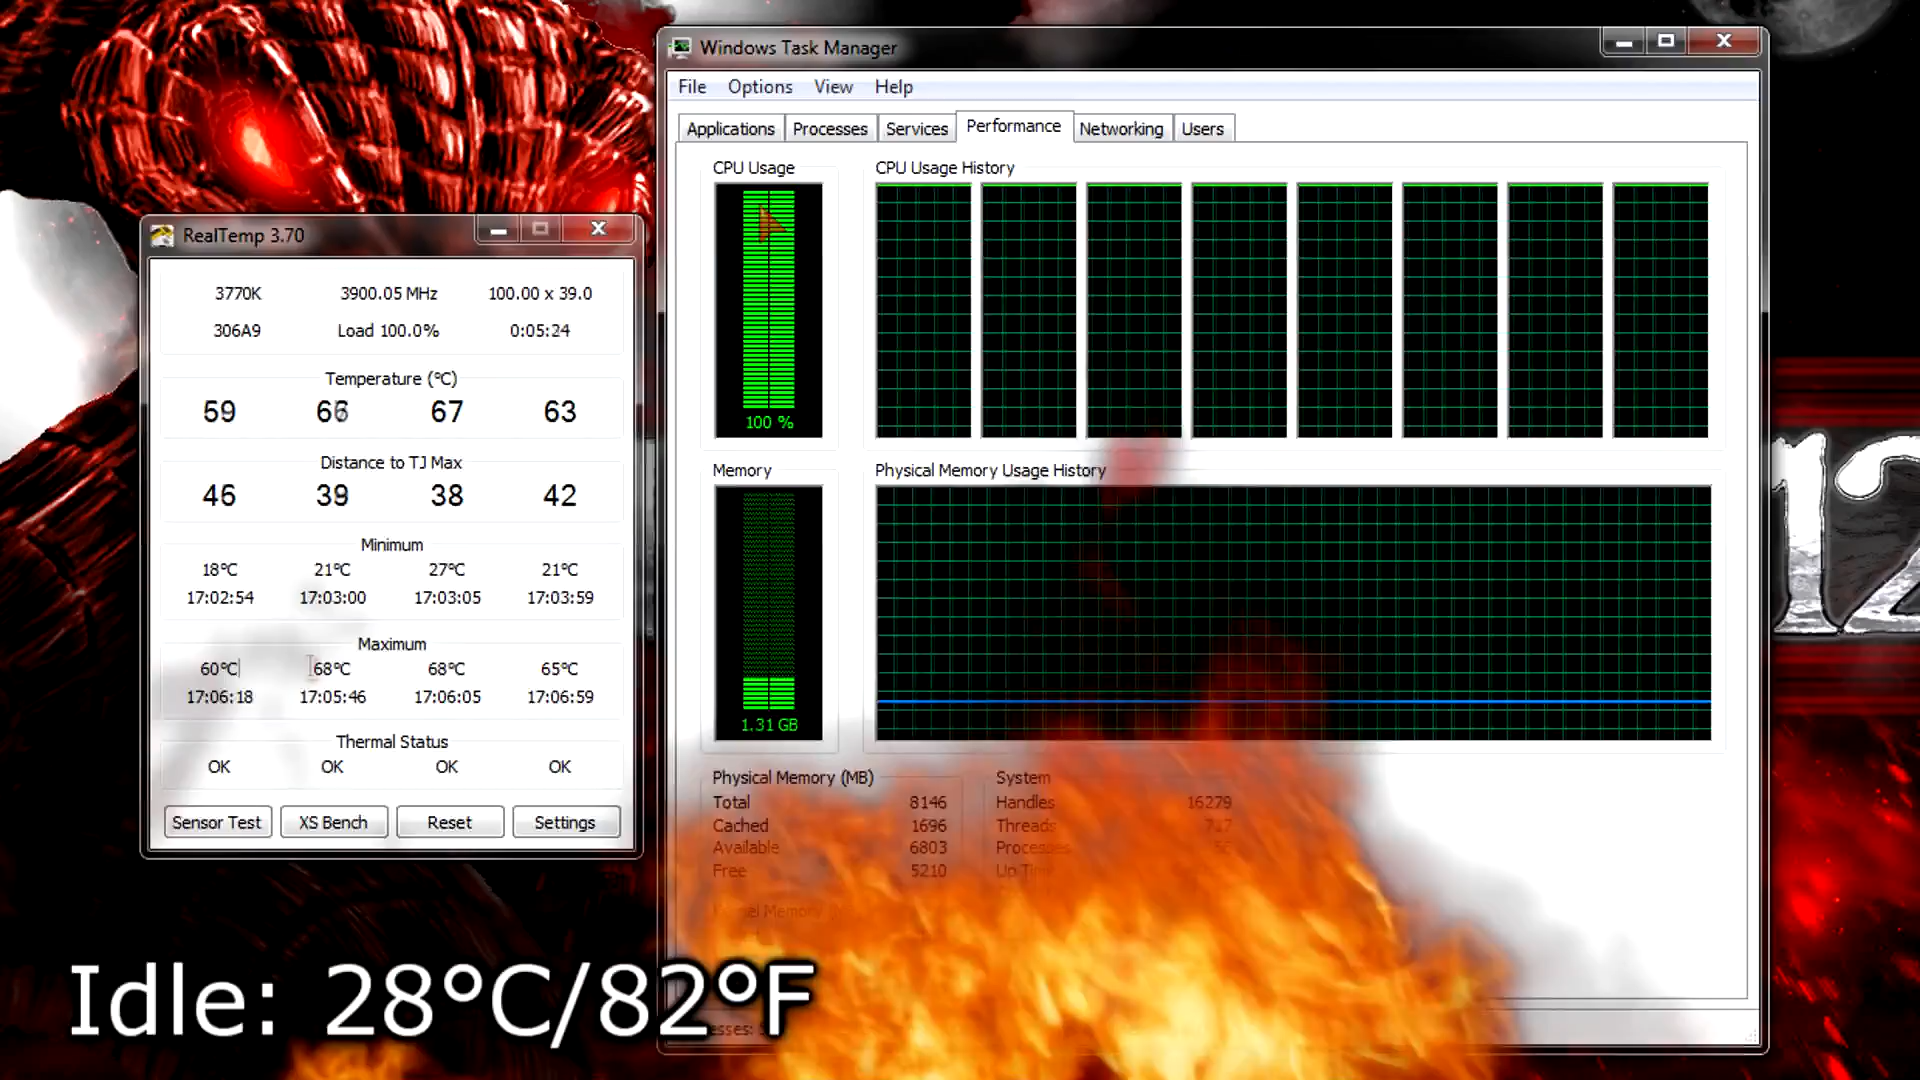 RealTemp 3.70
3770K 3900.05 MHz 100.00 x 39.0
306A9 Load 100.0% 0:05:24
Temperature (°C)
59 66 67 63
Distance to TJ Max
46 39 38 42
Minimum
18°C 21°C 27°C 21°C
17:02:54 17:03:00 17:03:05 17:03:59
Maximum
60°C 68°C 68°C 65°C
17:06:18 17:05:46 17:06:05 17:06:59
Thermal Status
OK OK OK OK
Sensor Test XS Bench Reset Settings
Windows Task Manager
File Options View Help
Applications Processes Services Performance Networking Users
CPU Usage CPU Usage History
100 %
Memory Physical Memory Usage History
1.31 GB
Physical Memory (MB) System
Total 8146 Handles 16279
Cached 1696 Threads
Available 6803 Processes
Free 5210 Up Time
Kernel Memory
12
Idle: 28°C/82°F